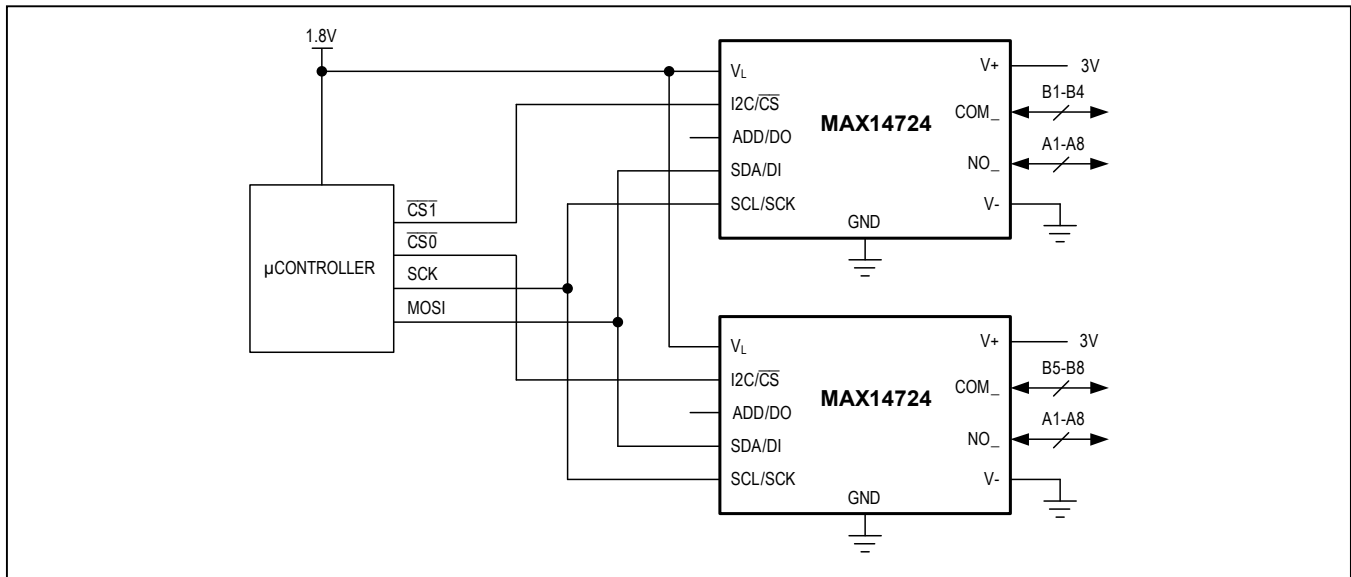 1.8V
VL
I2C/CS
ADD/DO
SDA/DI
SCL/SCK
MAX14724
GND
V+
COM_
NO_
V-
3V
B1-B4
A1-A8
µCONTROLLER
CS1
CS0
SCK
MOSI
VL
I2C/CS
ADD/DO
SDA/DI
SCL/SCK
MAX14724
GND
V+
COM_
NO_
V-
3V
B5-B8
A1-A8